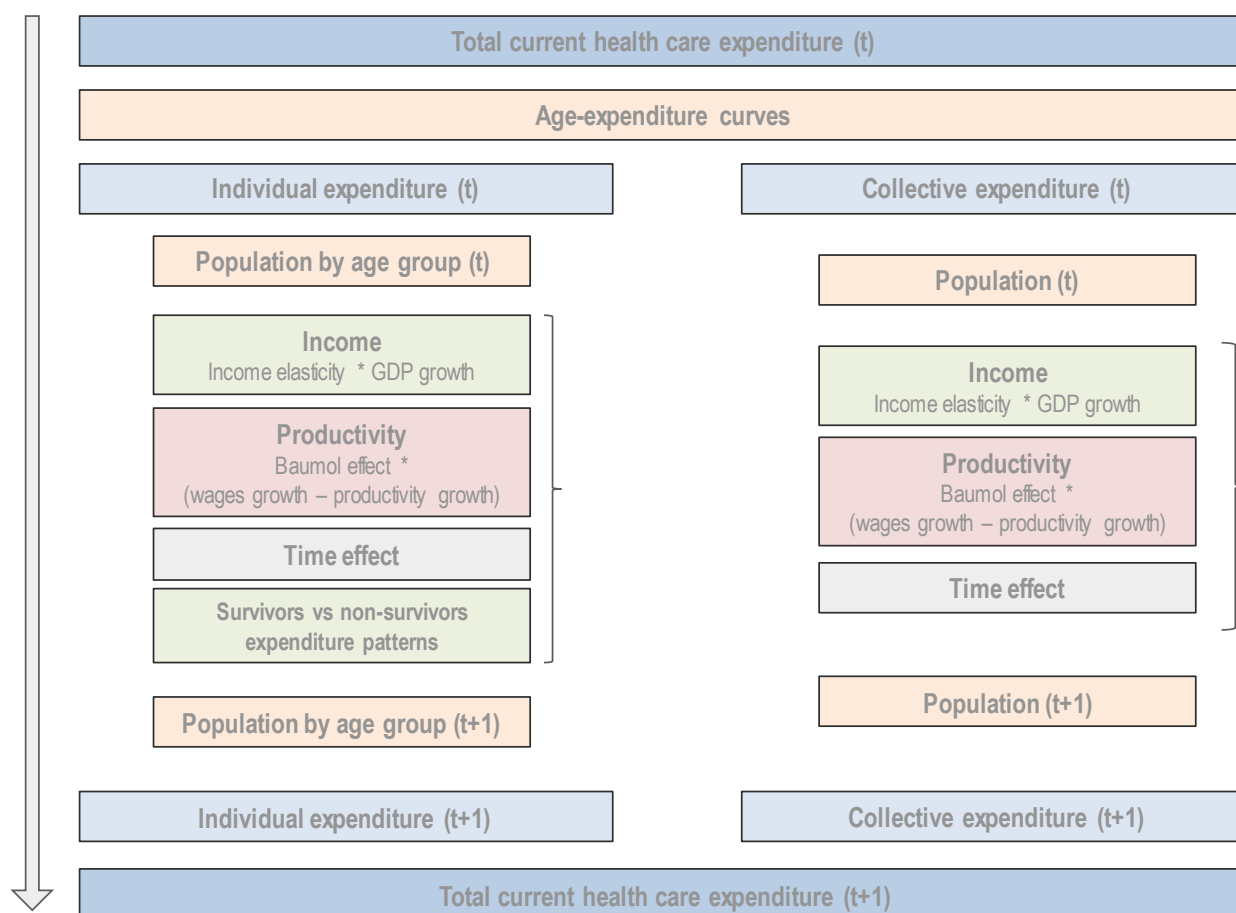 Total current health care expenditure (t)
Age-expenditure curves
Individual expenditure (t)
Collective expenditure (t)
Population by age group (t)
Population (t)
Income
Income elasticity * GDP growth
Income
Income elasticity * GDP growth
Productivity
Baumol effect *
(wages growth – productivity growth)
Productivity
Baumol effect *
(wages growth – productivity growth)
Time effect
Time effect
Survivors vs non-survivors
expenditure patterns
Population by age group (t+1)
Population (t+1)
Individual expenditure (t+1)
Collective expenditure (t+1)
Total current health care expenditure (t+1)